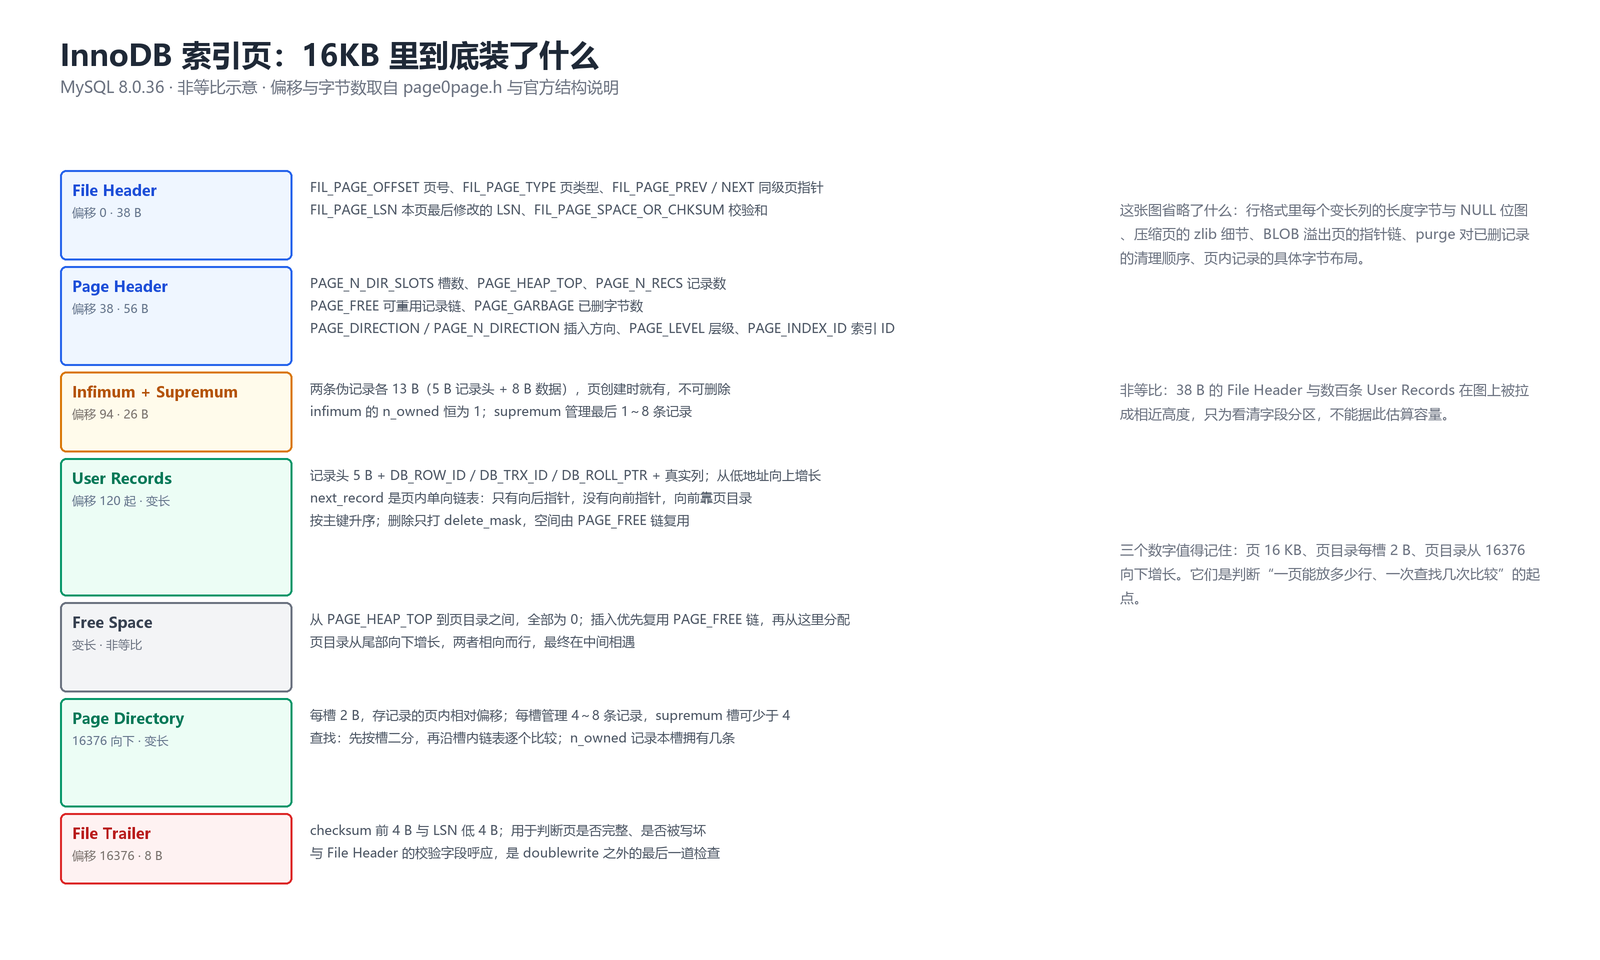 InnoDB 索引页：16KB 里到底装了什么
MySQL 8.0.36 · 非等比示意 · 偏移与字节数取自 page0page.h 与官方结构说明
File Header
偏移 0 · 38 B
FIL_PAGE_OFFSET 页号、FIL_PAGE_TYPE 页类型、FIL_PAGE_PREV / NEXT 同级页指针
FIL_PAGE_LSN 本页最后修改的 LSN、FIL_PAGE_SPACE_OR_CHKSUM 校验和
Page Header
偏移 38 · 56 B
PAGE_N_DIR_SLOTS 槽数、PAGE_HEAP_TOP、PAGE_N_RECS 记录数
PAGE_FREE 可重用记录链、PAGE_GARBAGE 已删字节数
PAGE_DIRECTION / PAGE_N_DIRECTION 插入方向、PAGE_LEVEL 层级、PAGE_INDEX_ID 索引 ID
Infimum + Supremum
偏移 94 · 26 B
两条伪记录各 13 B（5 B 记录头 + 8 B 数据），页创建时就有，不可删除
infimum 的 n_owned 恒为 1；supremum 管理最后 1～8 条记录
User Records
偏移 120 起 · 变长
记录头 5 B + DB_ROW_ID / DB_TRX_ID / DB_ROLL_PTR + 真实列；从低地址向上增长
next_record 是页内单向链表：只有向后指针，没有向前指针，向前靠页目录
按主键升序；删除只打 delete_mask，空间由 PAGE_FREE 链复用
Free Space
变长 · 非等比
从 PAGE_HEAP_TOP 到页目录之间，全部为 0；插入优先复用 PAGE_FREE 链，再从这里分配
页目录从尾部向下增长，两者相向而行，最终在中间相遇
Page Directory
16376 向下 · 变长
每槽 2 B，存记录的页内相对偏移；每槽管理 4～8 条记录，supremum 槽可少于 4
查找：先按槽二分，再沿槽内链表逐个比较；n_owned 记录本槽拥有几条
File Trailer
偏移 16376 · 8 B
checksum 前 4 B 与 LSN 低 4 B；用于判断页是否完整、是否被写坏
与 File Header 的校验字段呼应，是 doublewrite 之外的最后一道检查
这张图省略了什么：行格式里每个变长列的长度字节与 NULL 位图
、压缩页的 zlib 细节、BLOB 溢出页的指针链、purge 对已删记录
的清理顺序、页内记录的具体字节布局。
非等比：38 B 的 File Header 与数百条 User Records 在图上被拉
成相近高度，只为看清字段分区，不能据此估算容量。
三个数字值得记住：页 16 KB、页目录每槽 2 B、页目录从 16376
向下增长。它们是判断“一页能放多少行、一次查找几次比较”的起
点。